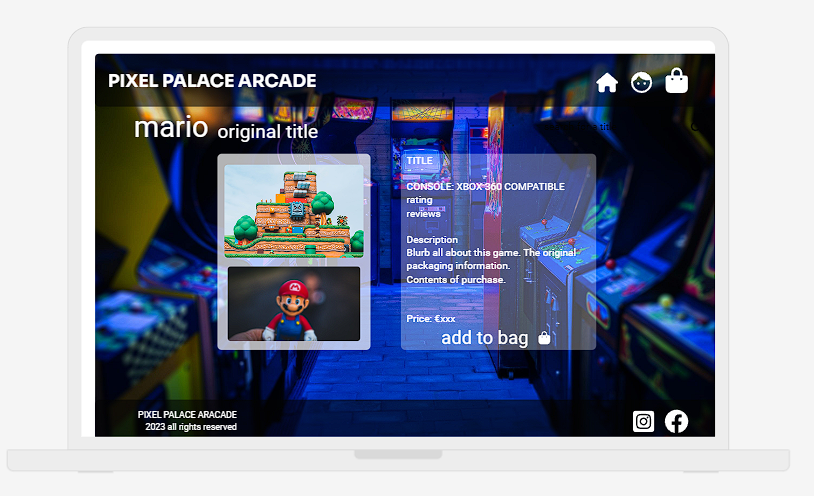 PIXEL PALACE ARCADE
mario original title
TITLE
CONSOLE: XBOX 360 COMPATIBLE
rating
reviews
Description
Blurb all about this game. The original
packaging information.
Contents of purchase.
Price: €xxx
add to bag
PIXEL PALACE ARACADE
2023 all rights reserved